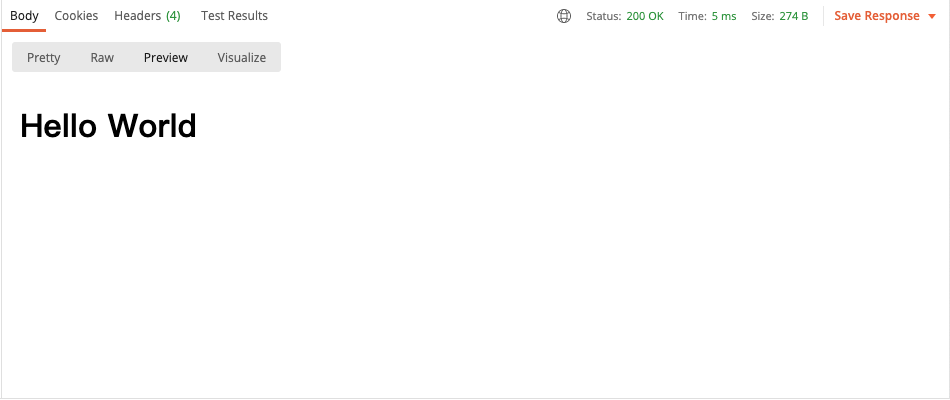 Body Cookies Headers (4) Test Results Status: 200 OK Time: 5 ms Size: 274 B Save Response
Pretty Raw Preview Visualize
Hello World